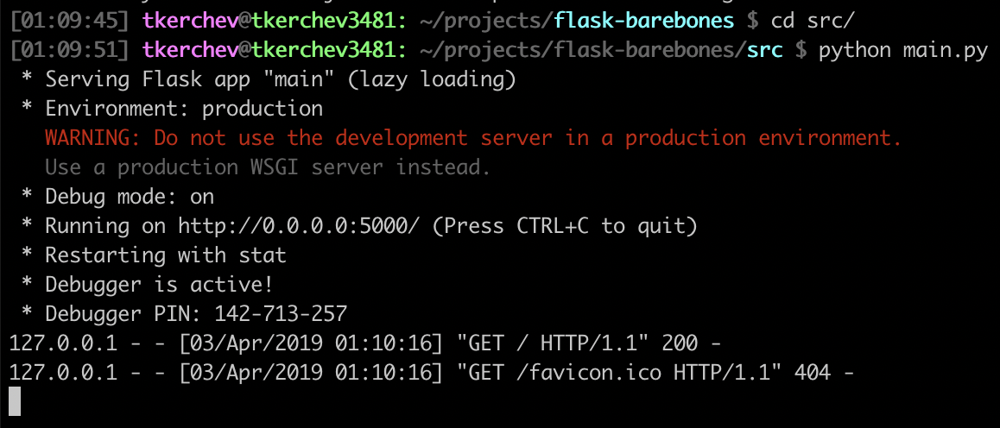 [01:09:45] tkerchev@tkerchev3481: ~/projects/flask-barebones $ cd src/
[01:09:51] tkerchev@tkerchev3481: ~/projects/flask-barebones/src $ python main.py
 * Serving Flask app "main" (lazy loading)
 * Environment: production
   WARNING: Do not use the development server in a production environment.
   Use a production WSGI server instead.
 * Debug mode: on
 * Running on http://0.0.0.0:5000/ (Press CTRL+C to quit)
 * Restarting with stat
 * Debugger is active!
 * Debugger PIN: 142-713-257
127.0.0.1 - - [03/Apr/2019 01:10:16] "GET / HTTP/1.1" 200 -
127.0.0.1 - - [03/Apr/2019 01:10:16] "GET /favicon.ico HTTP/1.1" 404 -